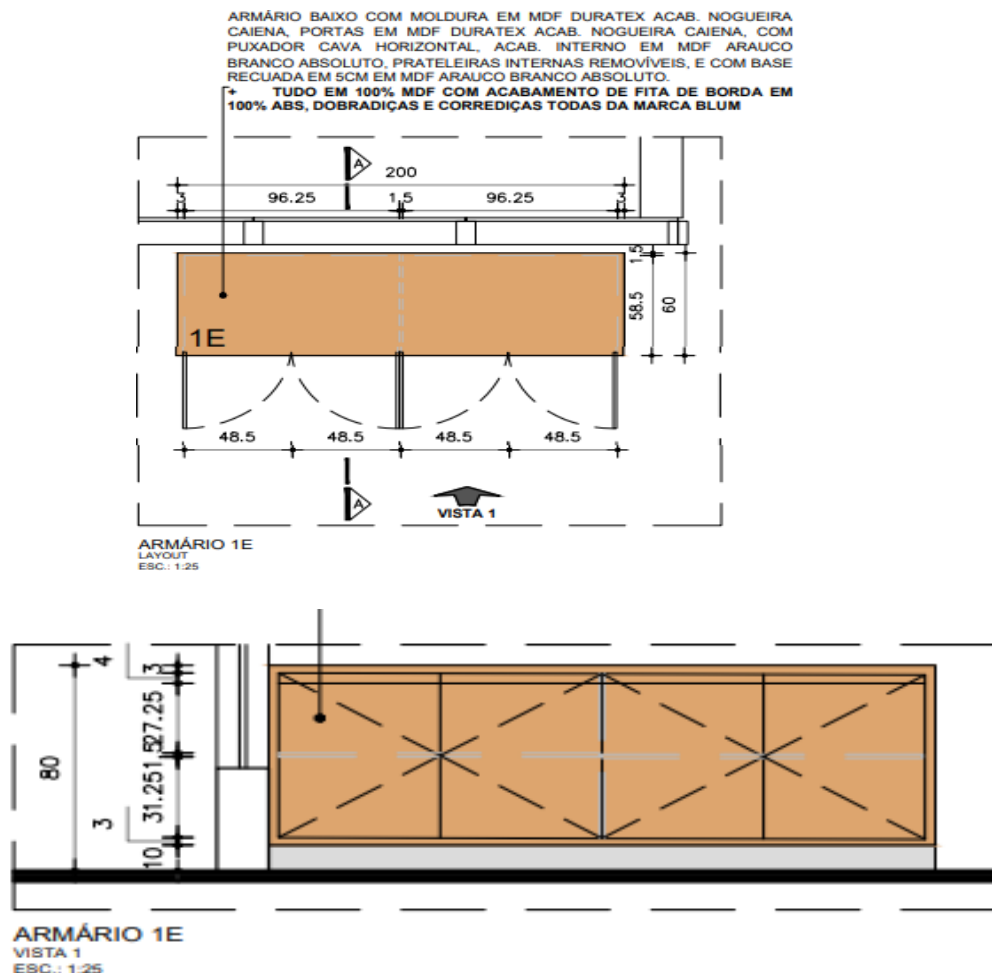 ARMÁRIO BAIXO COM MOLDURA EM MDF DURATEX ACAB. NOGUEIRA
CAIENA, PORTAS EM MDF DURATEX ACAB. NOGUEIRA CAIENA, COM
PUXADOR CAVA HORIZONTAL, ACAB. INTERNO EM MDF ARAUCO
BRANCO ABSOLUTO, PRATELEIRAS INTERNAS REMOVÍVEIS, E COM BASE
RECUADA EM 5CM EM MDF ARAUCO BRANCO ABSOLUTO.
+ TUDO EM 100% MDF COM ACABAMENTO DE FITA DE BORDA EM
100% ABS, DOBRADIÇAS E CORREDIÇAS TODAS DA MARCA BLUM
A
200
3 96.25 1.5 96.25 3
1.5
58.5
60
1E
48.5 48.5 48.5 48.5
A
VISTA 1
ARMÁRIO 1E
LAYOUT
ESC.: 1:25
4
3
27.25
1.5
31.25
3
10
80
ARMÁRIO 1E
VISTA 1
ESC.: 1:25